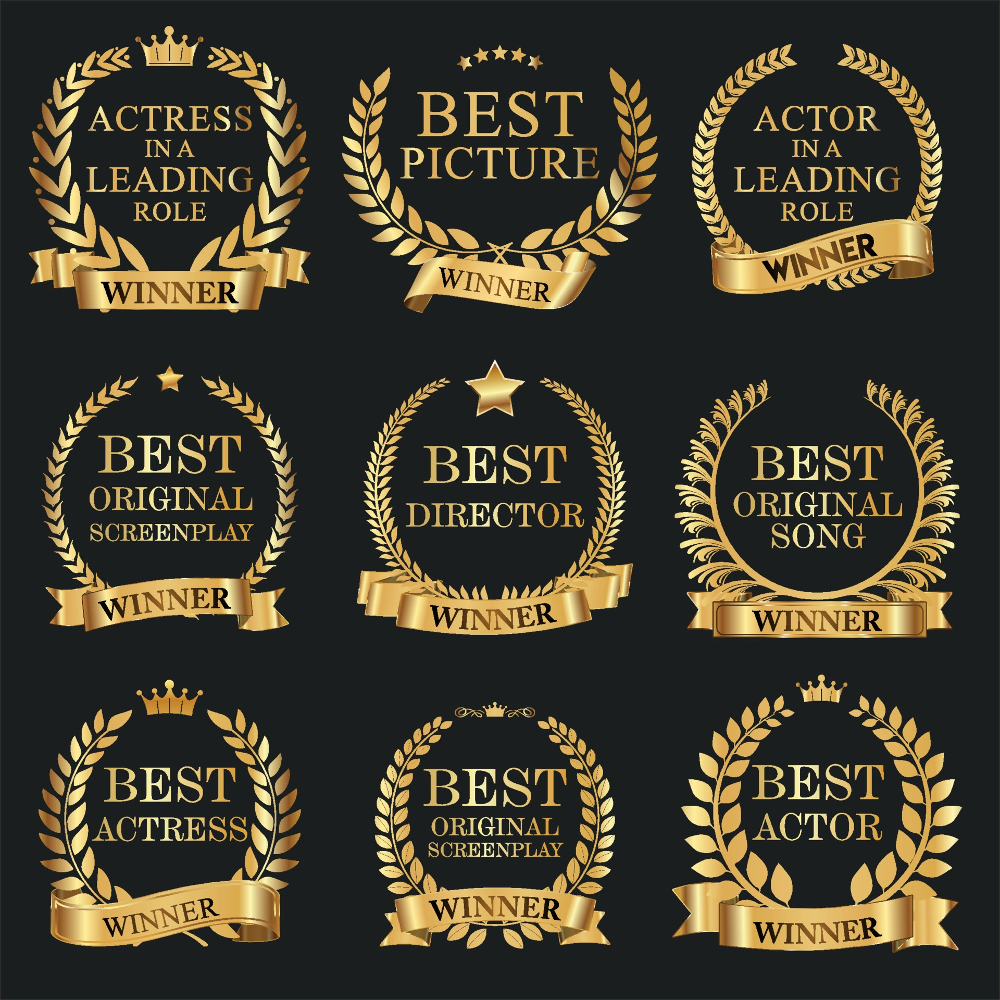 ACTRESS
IN A
LEADING
ROLE
WINNER
BEST
PICTURE
WINNER
ACTOR
IN A
LEADING
ROLE
WINNER
BEST
ORIGINAL
SCREENPLAY
WINNER
BEST
DIRECTOR
WINNER
BEST
ORIGINAL
SONG
WINNER
BEST
ACTRESS
WINNER
BEST
ORIGINAL
SCREENPLAY
WINNER
BEST
ACTOR
WINNER